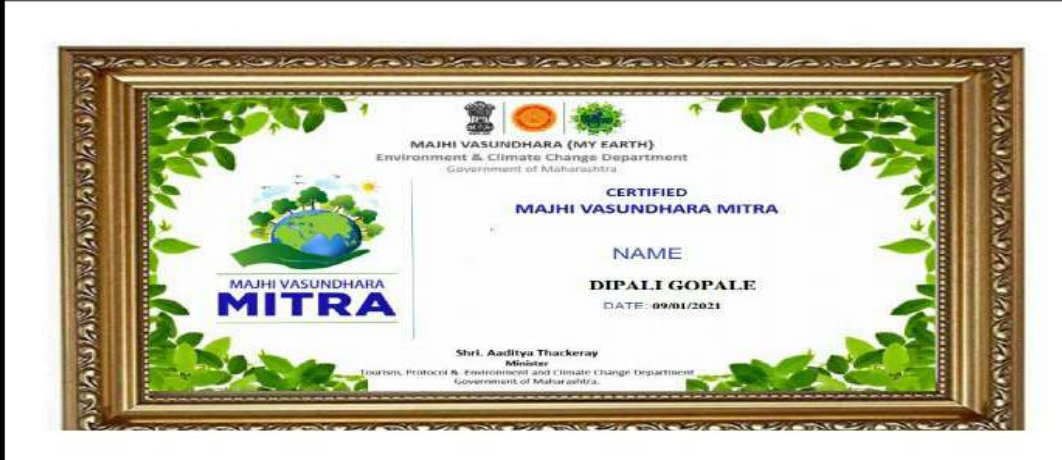 MAJHI VASUNDHARA (MY EARTH)
Environment & Climate Change Department
Government of Maharashtra
CERTIFIED
MAJHI VASUNDHARA MITRA
NAME
DIPALI GOPALE
DATE: 09/01/2021
MAJHI VASUNDHARA
MITRA
Shri. Aaditya Thackeray
Minister
Tourism, Protocol & Environment and Climate Change Department
Government of Maharashtra.